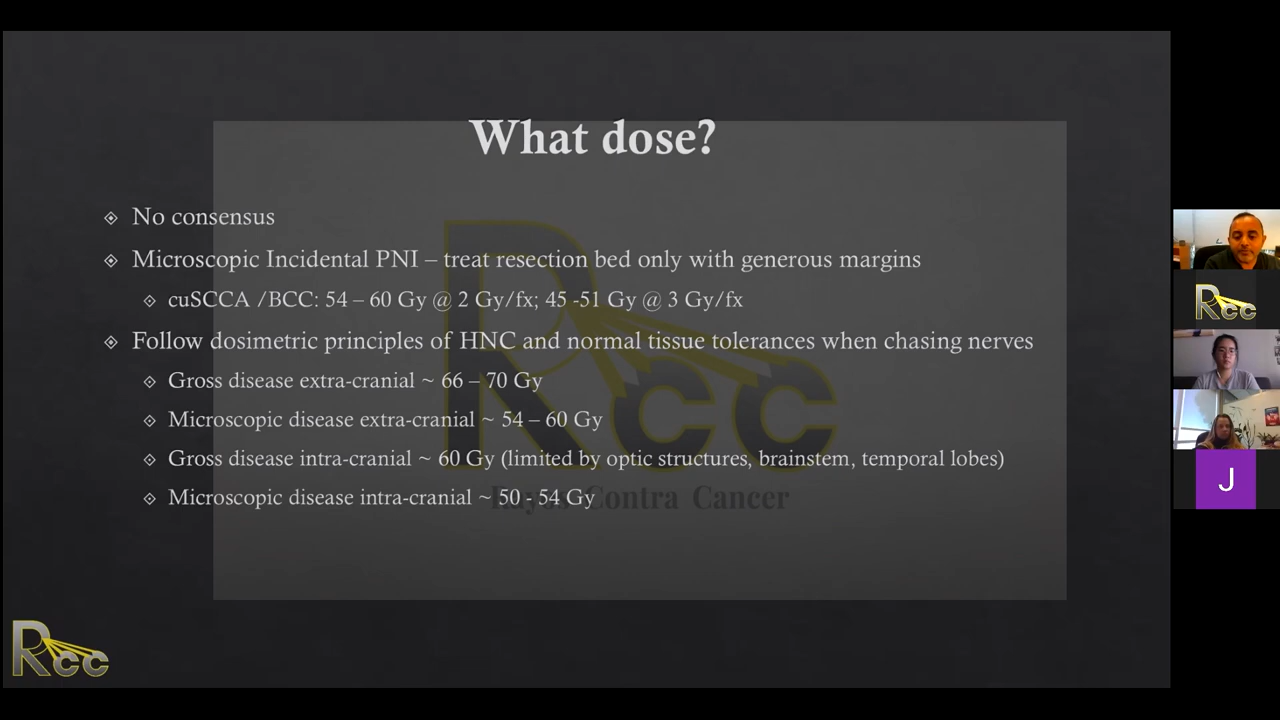 What dose?
No consensus
Microscopic Incidental PNI – treat resection bed only with generous margins
cuSCCA /BCC: 54 – 60 Gy @ 2 Gy/fx; 45 -51 Gy @ 3 Gy/fx
Follow dosimetric principles of HNC and normal tissue tolerances when chasing nerves
Gross disease extra-cranial ~ 66 – 70 Gy
Microscopic disease extra-cranial ~ 54 – 60 Gy
Gross disease intra-cranial ~ 60 Gy (limited by optic structures, brainstem, temporal lobes)
Microscopic disease intra-cranial ~ 50 - 54 Gy
Rcc
Rays Contra Cancer
Rcc
Rcc
J